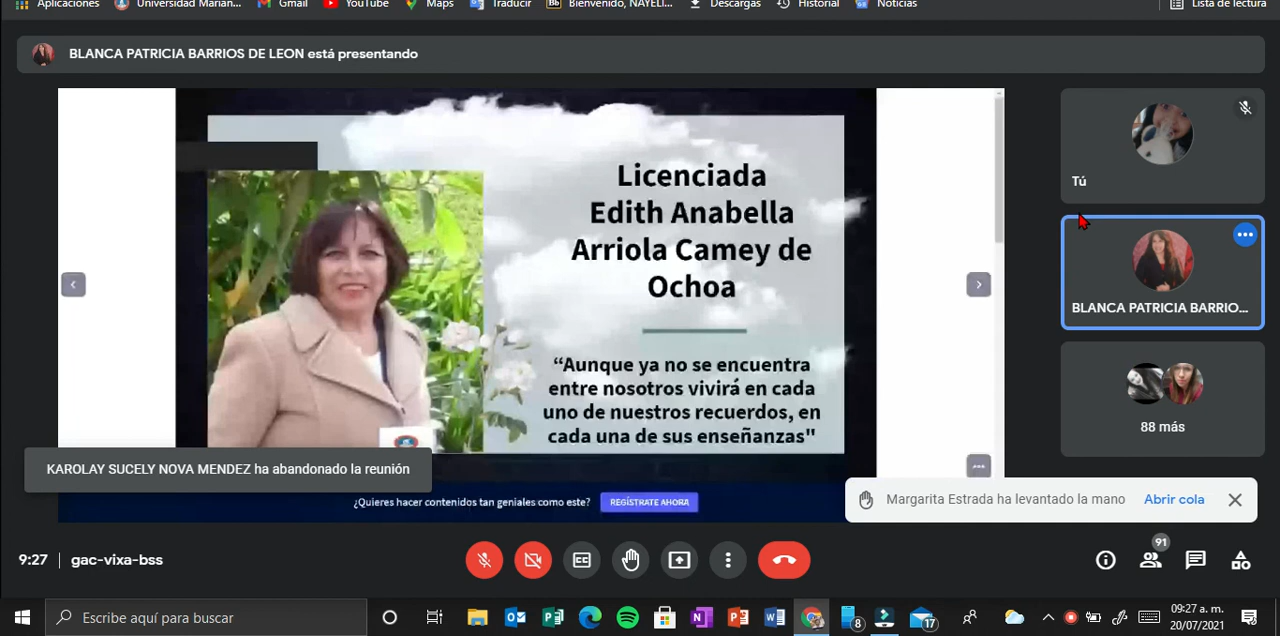 Aplicaciones
Universidad Marian...
Gmail
YouTube
Maps
Traducir
Bienvenido, NAYELI...
Descargas
Historial
Noticias
Lista de lectura
BLANCA PATRICIA BARRIOS DE LEON está presentando
Licenciada
Edith Anabella
Arriola Camey de
Ochoa
“Aunque ya no se encuentra
entre nosotros vivirá en cada
uno de nuestros recuerdos, en
cada una de sus enseñanzas"
Tú
BLANCA PATRICIA BARRIO...
88 más
KAROLAY SUCELY NOVA MENDEZ ha abandonado la reunión
¿Quieres hacer contenidos tan geniales como este?
REGÍSTRATE AHORA
Margarita Estrada ha levantado la mano
Abrir cola
9:27
gac-vixa-bss
91
Escribe aquí para buscar
8
17
09:27 a. m.
20/07/2021